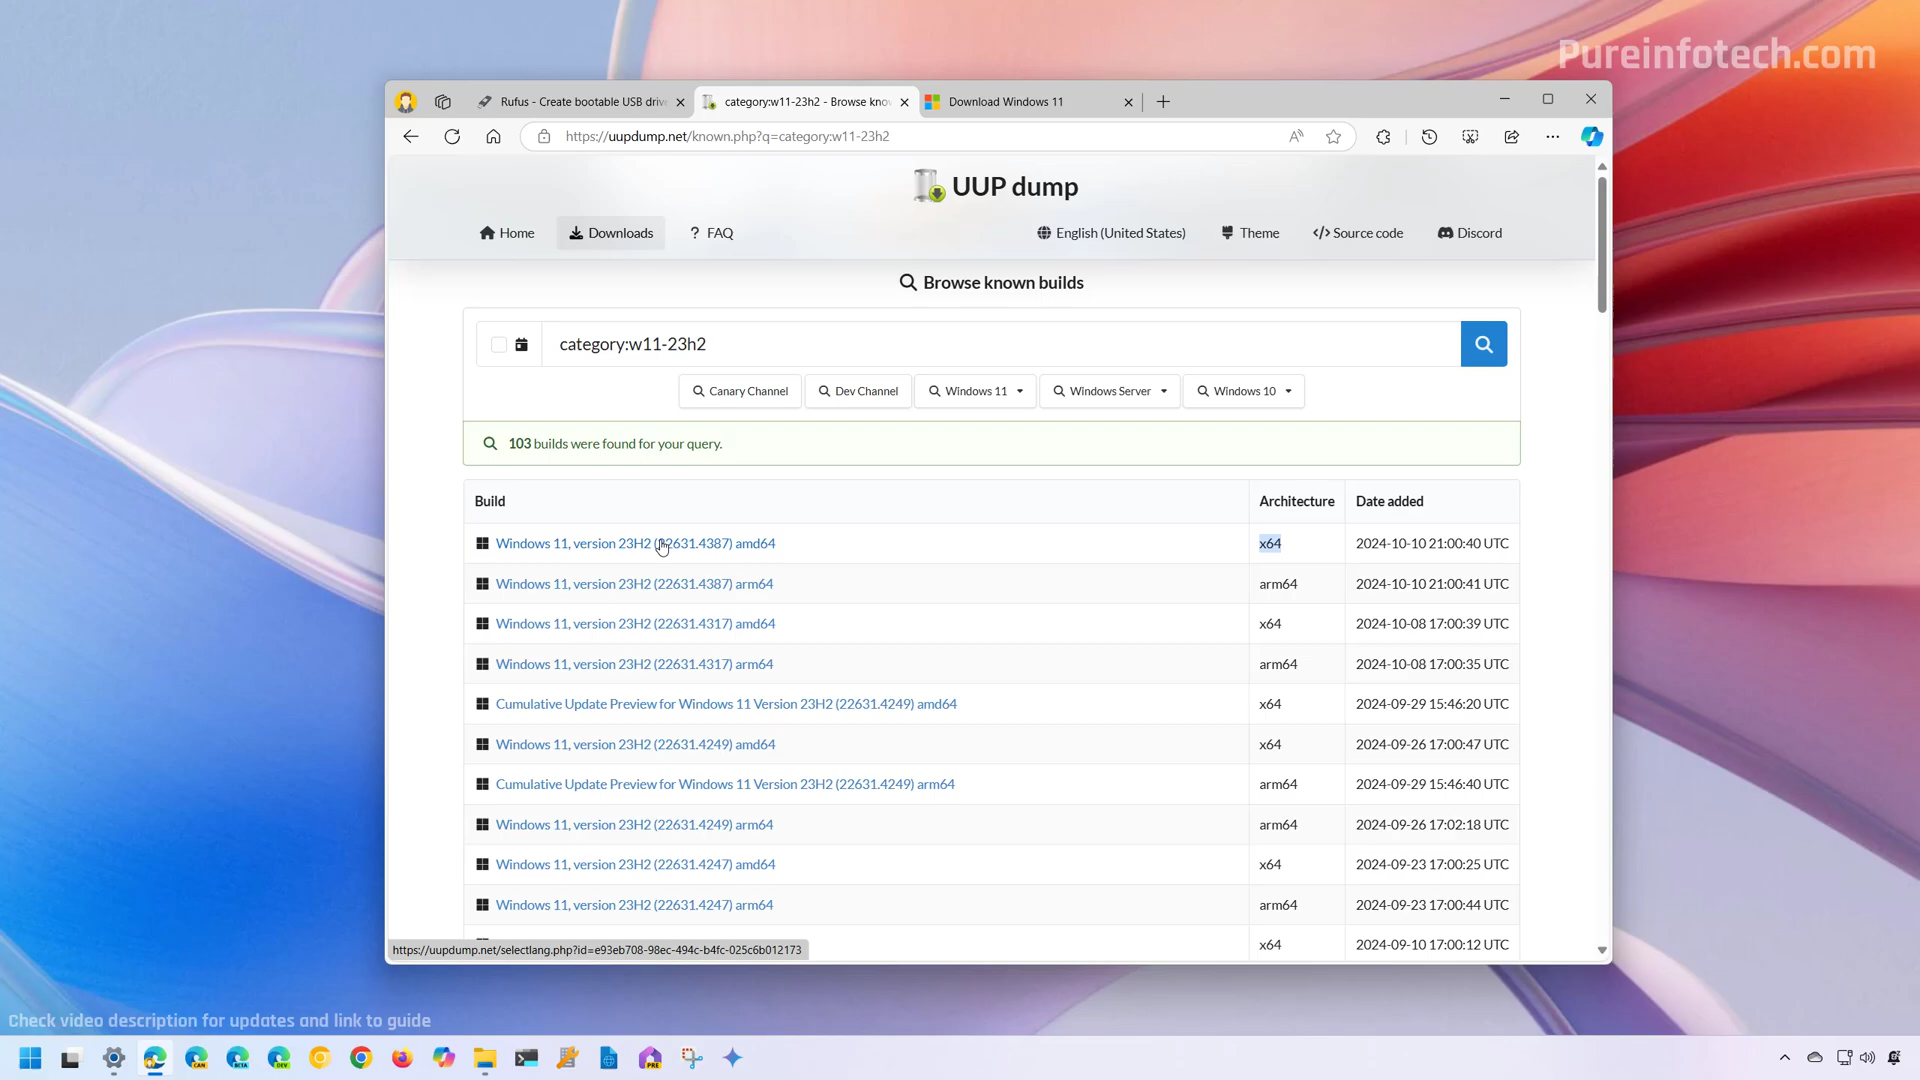 Pureinfotech.com
Rufus - Create bootable USB drive
category:w11-23h2 - Browse know
Download Windows 11
https://uupdump.net/known.php?q=category:w11-23h2
UUP dump
Home
Downloads
? FAQ
English (United States)
Theme
</> Source code
Discord
Browse known builds
category:w11-23h2
Canary Channel
Dev Channel
Windows 11
Windows Server
Windows 10
103 builds were found for your query.
Build Architecture Date added
Windows 11, version 23H2 (22631.4387) amd64 x64 2024-10-10 21:00:40 UTC
Windows 11, version 23H2 (22631.4387) arm64 arm64 2024-10-10 21:00:41 UTC
Windows 11, version 23H2 (22631.4317) amd64 x64 2024-10-08 17:00:39 UTC
Windows 11, version 23H2 (22631.4317) arm64 arm64 2024-10-08 17:00:35 UTC
Cumulative Update Preview for Windows 11 Version 23H2 (22631.4249) amd64 x64 2024-09-29 15:46:20 UTC
Windows 11, version 23H2 (22631.4249) amd64 x64 2024-09-26 17:00:47 UTC
Cumulative Update Preview for Windows 11 Version 23H2 (22631.4249) arm64 arm64 2024-09-29 15:46:40 UTC
Windows 11, version 23H2 (22631.4249) arm64 arm64 2024-09-26 17:02:18 UTC
Windows 11, version 23H2 (22631.4247) amd64 x64 2024-09-23 17:00:25 UTC
Windows 11, version 23H2 (22631.4247) arm64 arm64 2024-09-23 17:00:44 UTC
x64 2024-09-10 17:00:12 UTC
https://uupdump.net/selectlang.php?id=e93eb708-98ec-494c-b4fc-025c6b012173
Check video description for updates and link to guide
CAN
BETA
DEV
PRE